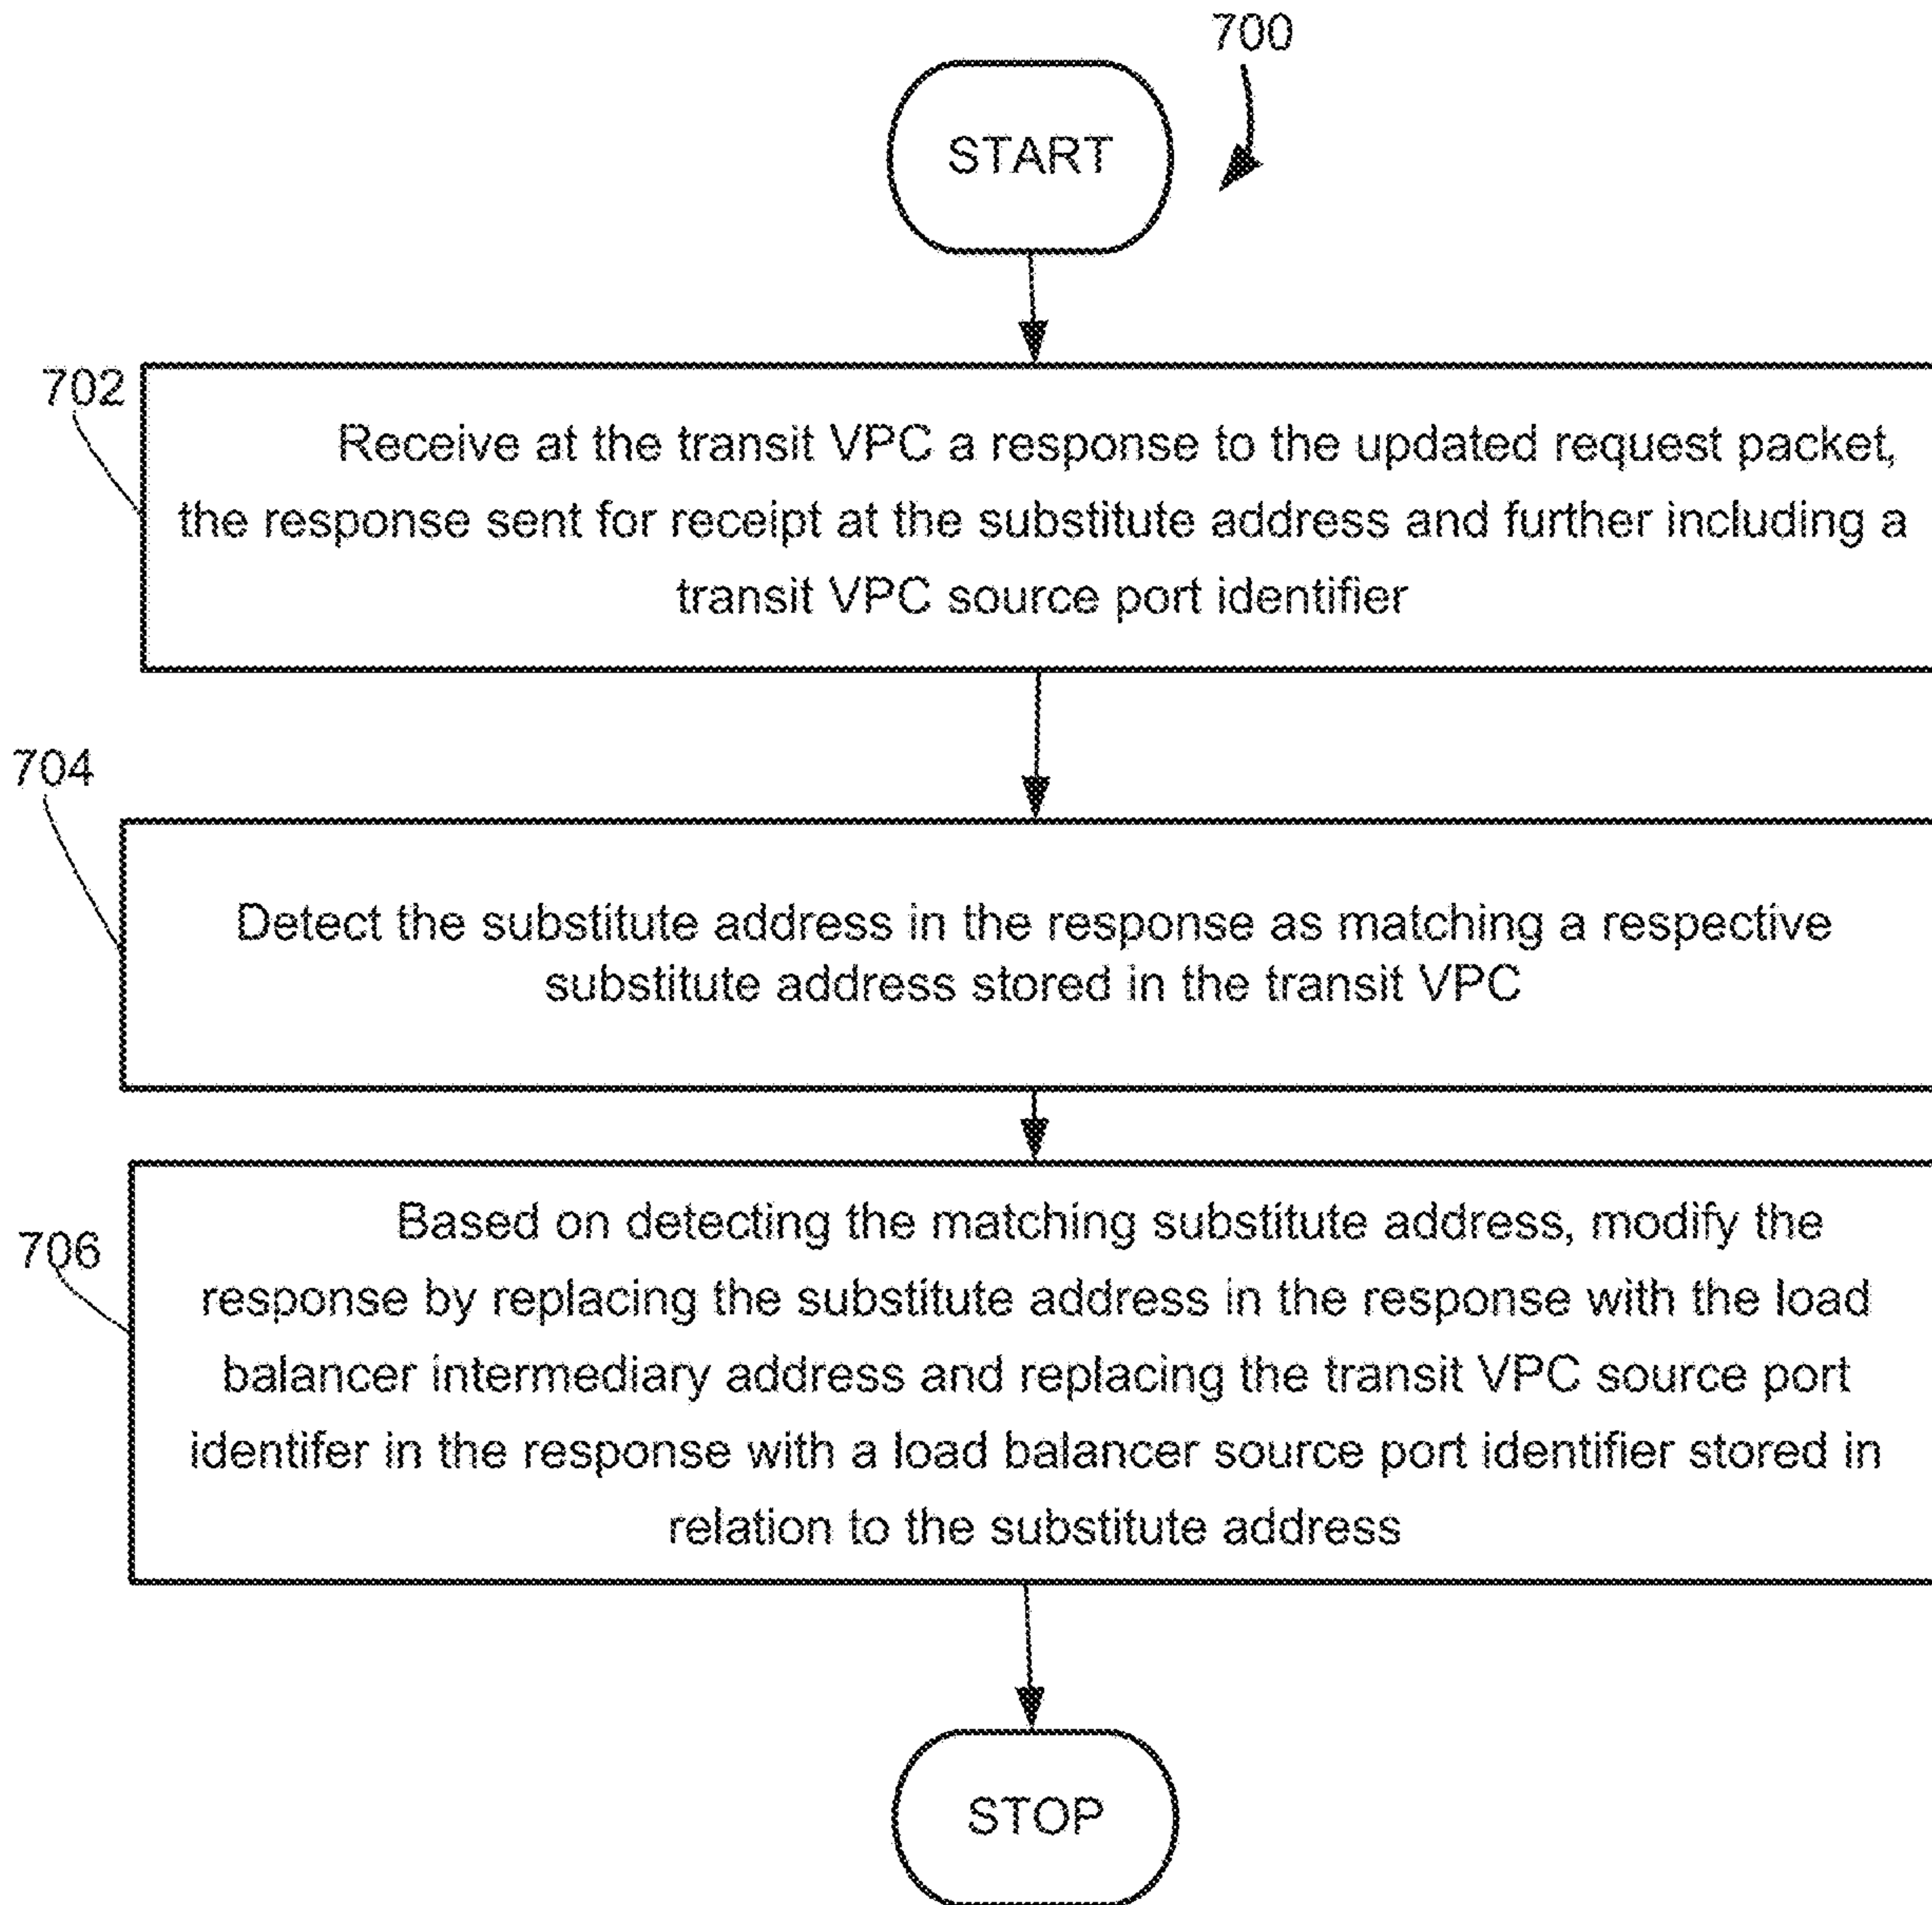 700
START
702
Receive at the transit VPC a response to the updated request packet,
the response sent for receipt at the substitute address and further including a
transit VPC source port identifier
704
Detect the substitute address in the response as matching a respective
substitute address stored in the transit VPC
706
Based on detecting the matching substitute address, modify the
response by replacing the substitute address in the response with the load
balancer intermediary address and replacing the transit VPC source port
identifer in the response with a load balancer source port identifier stored in
relation to the substitute address
STOP